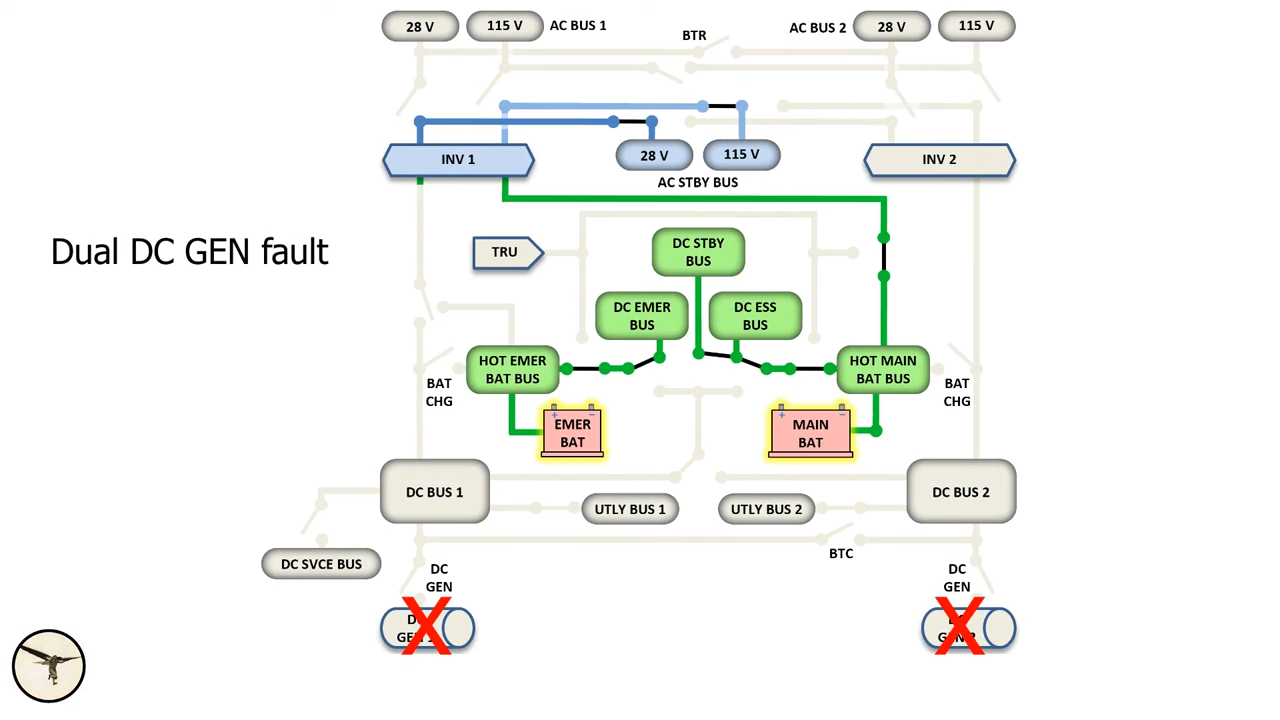 28 V
115 V
AC BUS 1
BTR
AC BUS 2
28 V
115 V
INV 1
28 V
115 V
INV 2
AC STBY BUS
Dual DC GEN fault
TRU
DC STBY
BUS
DC EMER
BUS
DC ESS
BUS
HOT EMER
BAT BUS
HOT MAIN
BAT BUS
BAT
CHG
BAT
CHG
+ −
EMER
BAT
+ −
MAIN
BAT
DC BUS 1
DC BUS 2
UTLY BUS 1
UTLY BUS 2
BTC
DC SVCE BUS
DC
GEN
DC
GEN